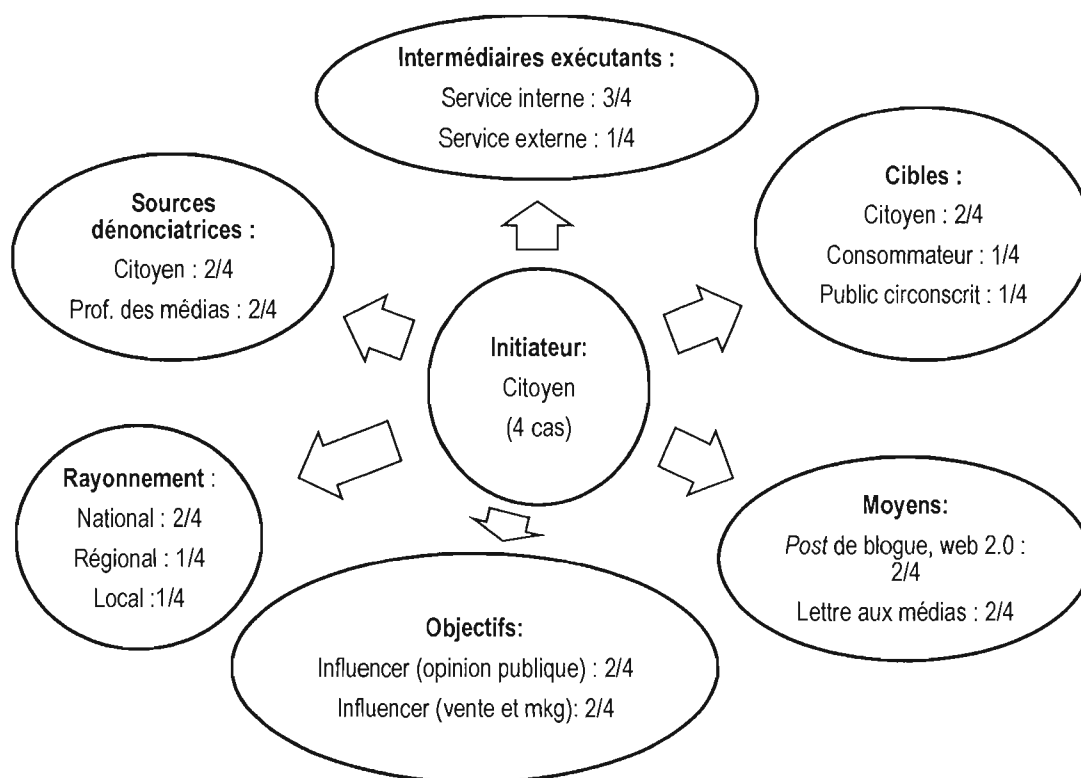 Intermédiaires exécutants :
Service interne : 3/4
Service externe : 1/4
Sources
dénonciatrices :
Citoyen : 2/4
Prof. des médias : 2/4
Cibles :
Citoyen : 2/4
Consommateur : 1/4
Public circonscrit : 1/4
Initiateur:
Citoyen
(4 cas)
Rayonnement :
National : 2/4
Régional : 1/4
Local :1/4
Moyens:
Post de blogue, web 2.0 :
2/4
Lettre aux médias : 2/4
Objectifs:
Influencer (opinion publique) : 2/4
Influencer (vente et mkg): 2/4